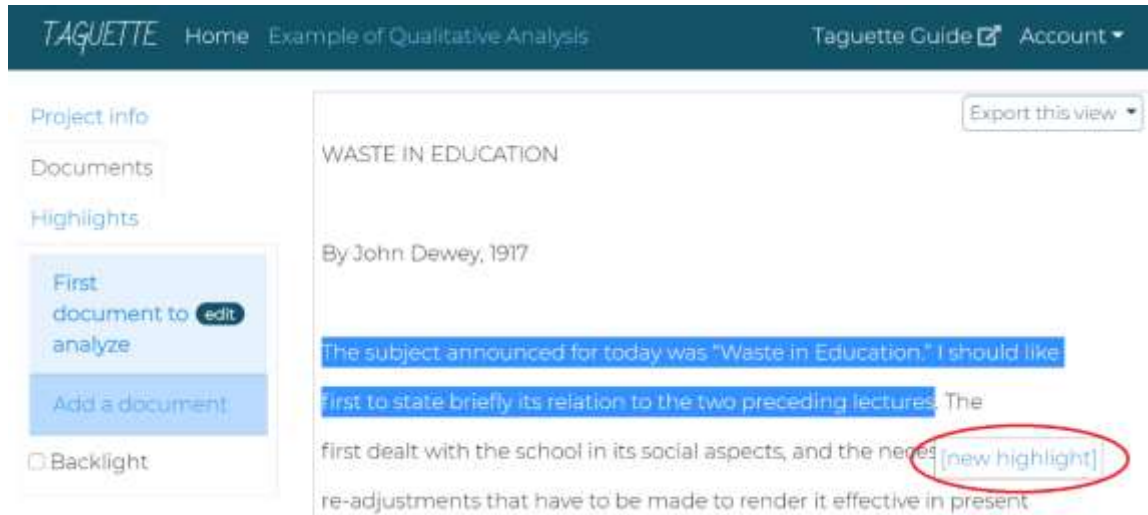 TAGUETTE Home Example of Qualitative Analysis Taguette Guide Account
Project info
Documents
Highlights
First
document to edit
analyze
Add a document
Backlight
Export this view
WASTE IN EDUCATION
By John Dewey, 1917
The subject announced for today was “Waste in Education.” I should like
first to state briefly its relation to the two preceding lectures. The
first dealt with the school in its social aspects, and the
[new highlight]
re-adjustments that have to be made to render it effective in present